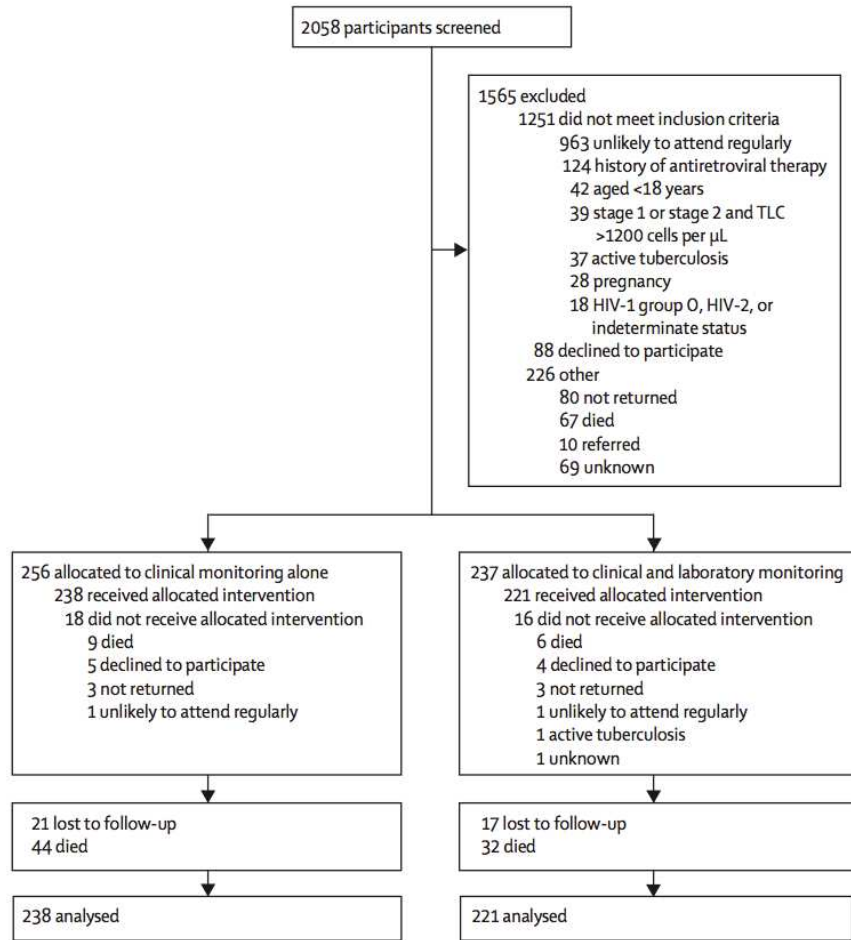 2058 participants screened
1565 excluded
1251 did not meet inclusion criteria
963 unlikely to attend regularly
124 history of antiretroviral therapy
42 aged <18 years
39 stage 1 or stage 2 and TLC
>1200 cells per μL
37 active tuberculosis
28 pregnancy
18 HIV-1 group O, HIV-2, or
indeterminate status
88 declined to participate
226 other
80 not returned
67 died
10 referred
69 unknown
256 allocated to clinical monitoring alone
238 received allocated intervention
18 did not receive allocated intervention
9 died
5 declined to participate
3 not returned
1 unlikely to attend regularly
237 allocated to clinical and laboratory monitoring
221 received allocated intervention
16 did not receive allocated intervention
6 died
4 declined to participate
3 not returned
1 unlikely to attend regularly
1 active tuberculosis
1 unknown
21 lost to follow-up
44 died
17 lost to follow-up
32 died
238 analysed
221 analysed